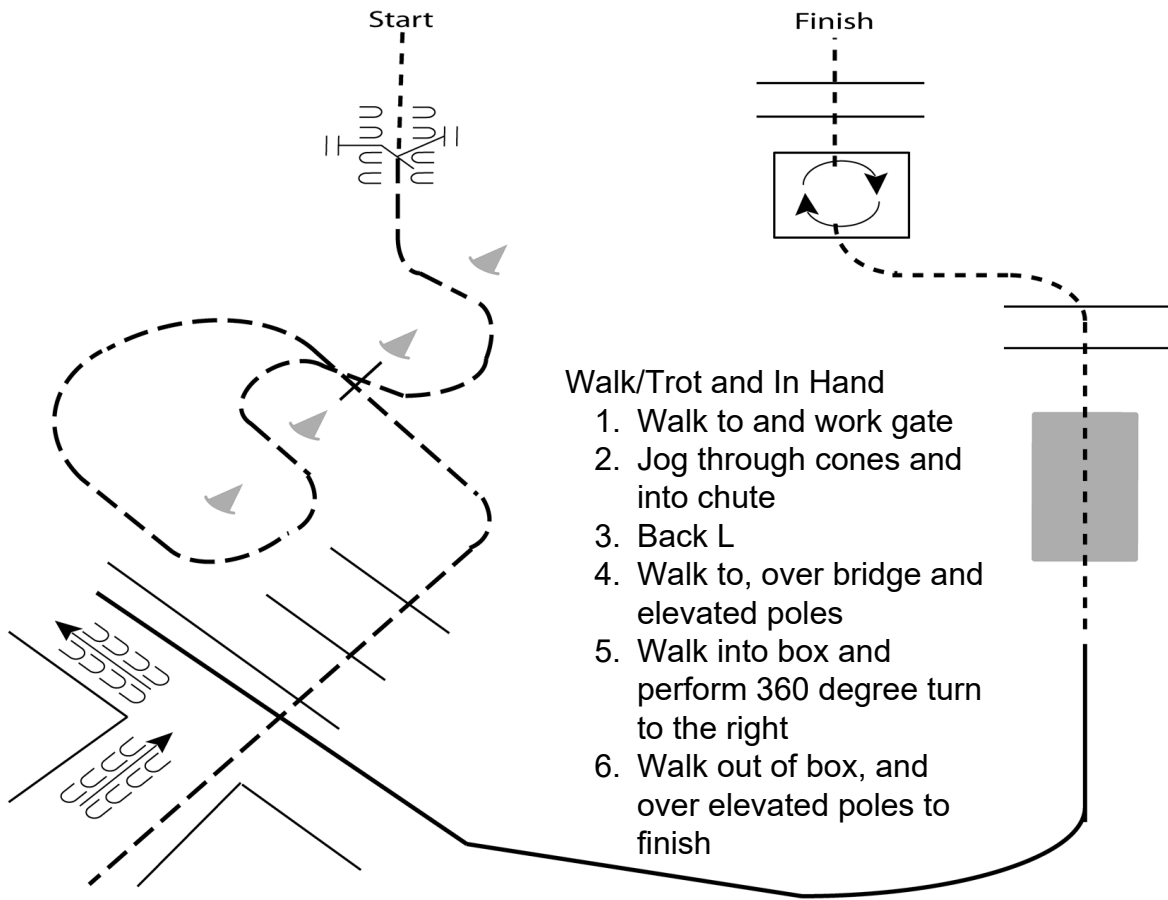 Start
Finish
Walk/Trot and In Hand
1. Walk to and work gate
2. Jog through cones and
into chute
3. Back L
4. Walk to, over bridge and
elevated poles
5. Walk into box and
perform 360 degree turn
to the right
6. Walk out of box, and
over elevated poles to
finish